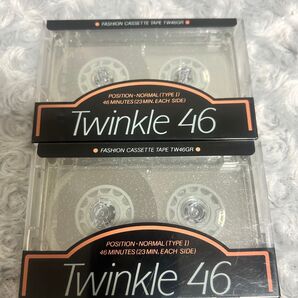 • FASHION CASSETTE TAPE TW46GR •
POSITION • NORMAL (TYPE I)
46 MINUTES (23 MIN. EACH SIDE)
Twinkle 46
• FASHION CASSETTE TAPE TW46GR •
POSITION • NORMAL (TYPE I)
46 MINUTES (23 MIN. EACH SIDE)
Twinkle 46